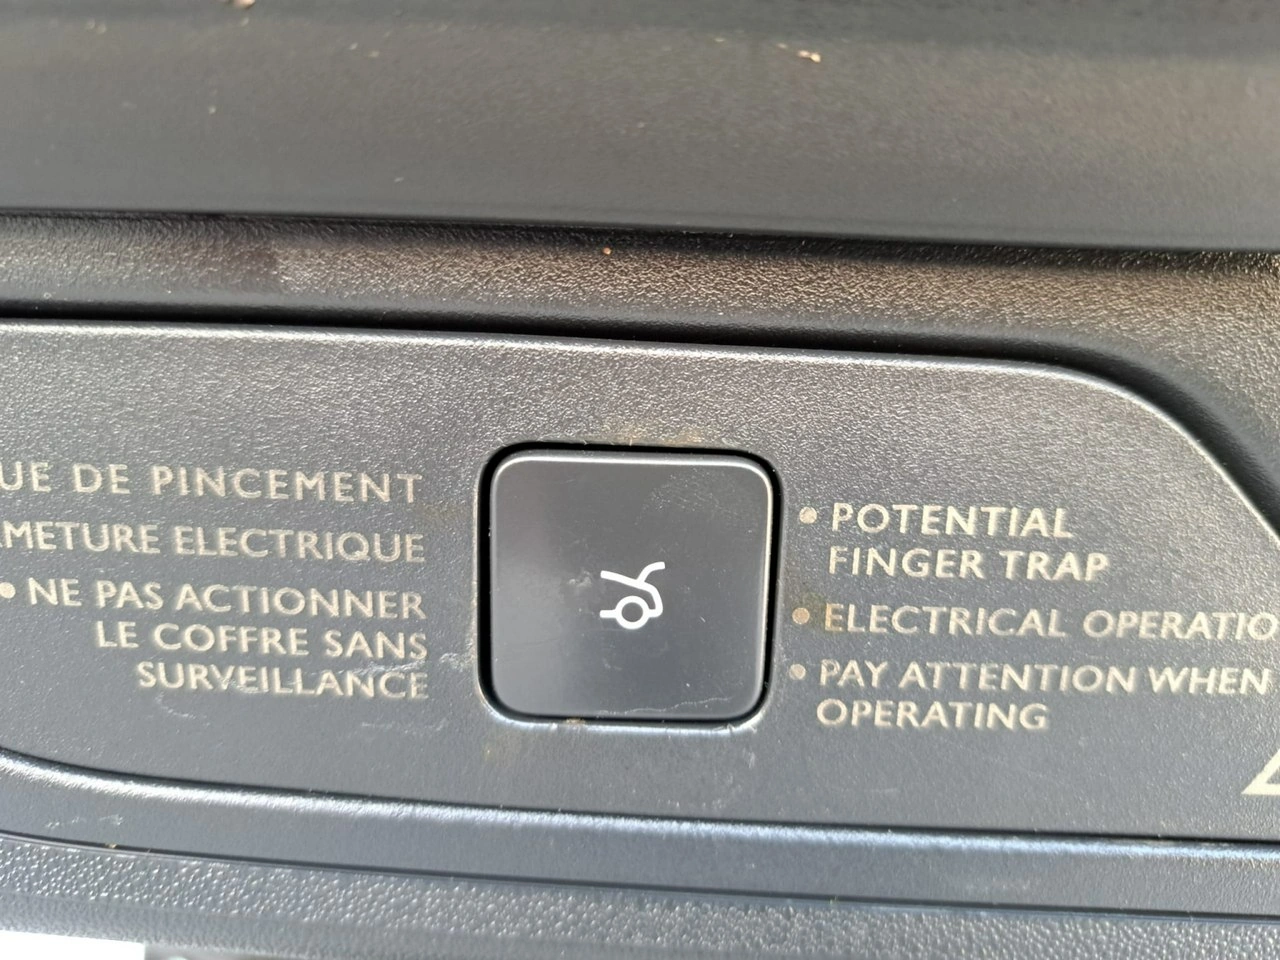 UE DE PINCEMENT
METURE ELECTRIQUE
• NE PAS ACTIONNER
LE COFFRE SANS
SURVEILLANCE
• POTENTIAL
FINGER TRAP
• ELECTRICAL OPERATIO
• PAY ATTENTION WHEN
OPERATING